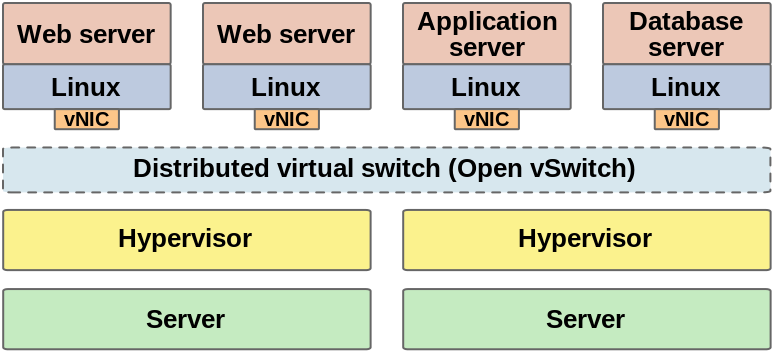 Web server
Web server
Application
server
Database
server
Linux
Linux
Linux
Linux
vNIC
vNIC
vNIC
vNIC
Distributed virtual switch (Open vSwitch)
Hypervisor
Hypervisor
Server
Server